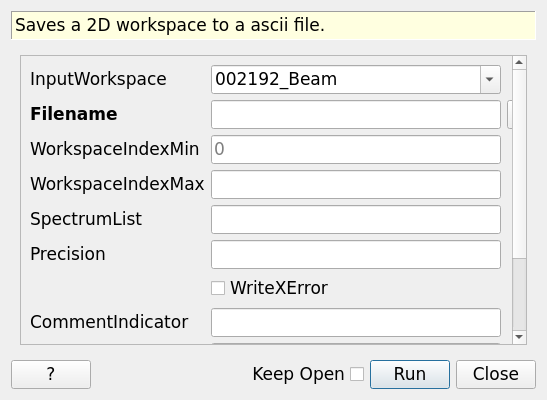 Saves a 2D workspace to a ascii file.
InputWorkspace 002192_Beam
Filename
WorkspaceIndexMin 0
WorkspaceIndexMax
SpectrumList
Precision
WriteXError
CommentIndicator
? Keep Open Run Close